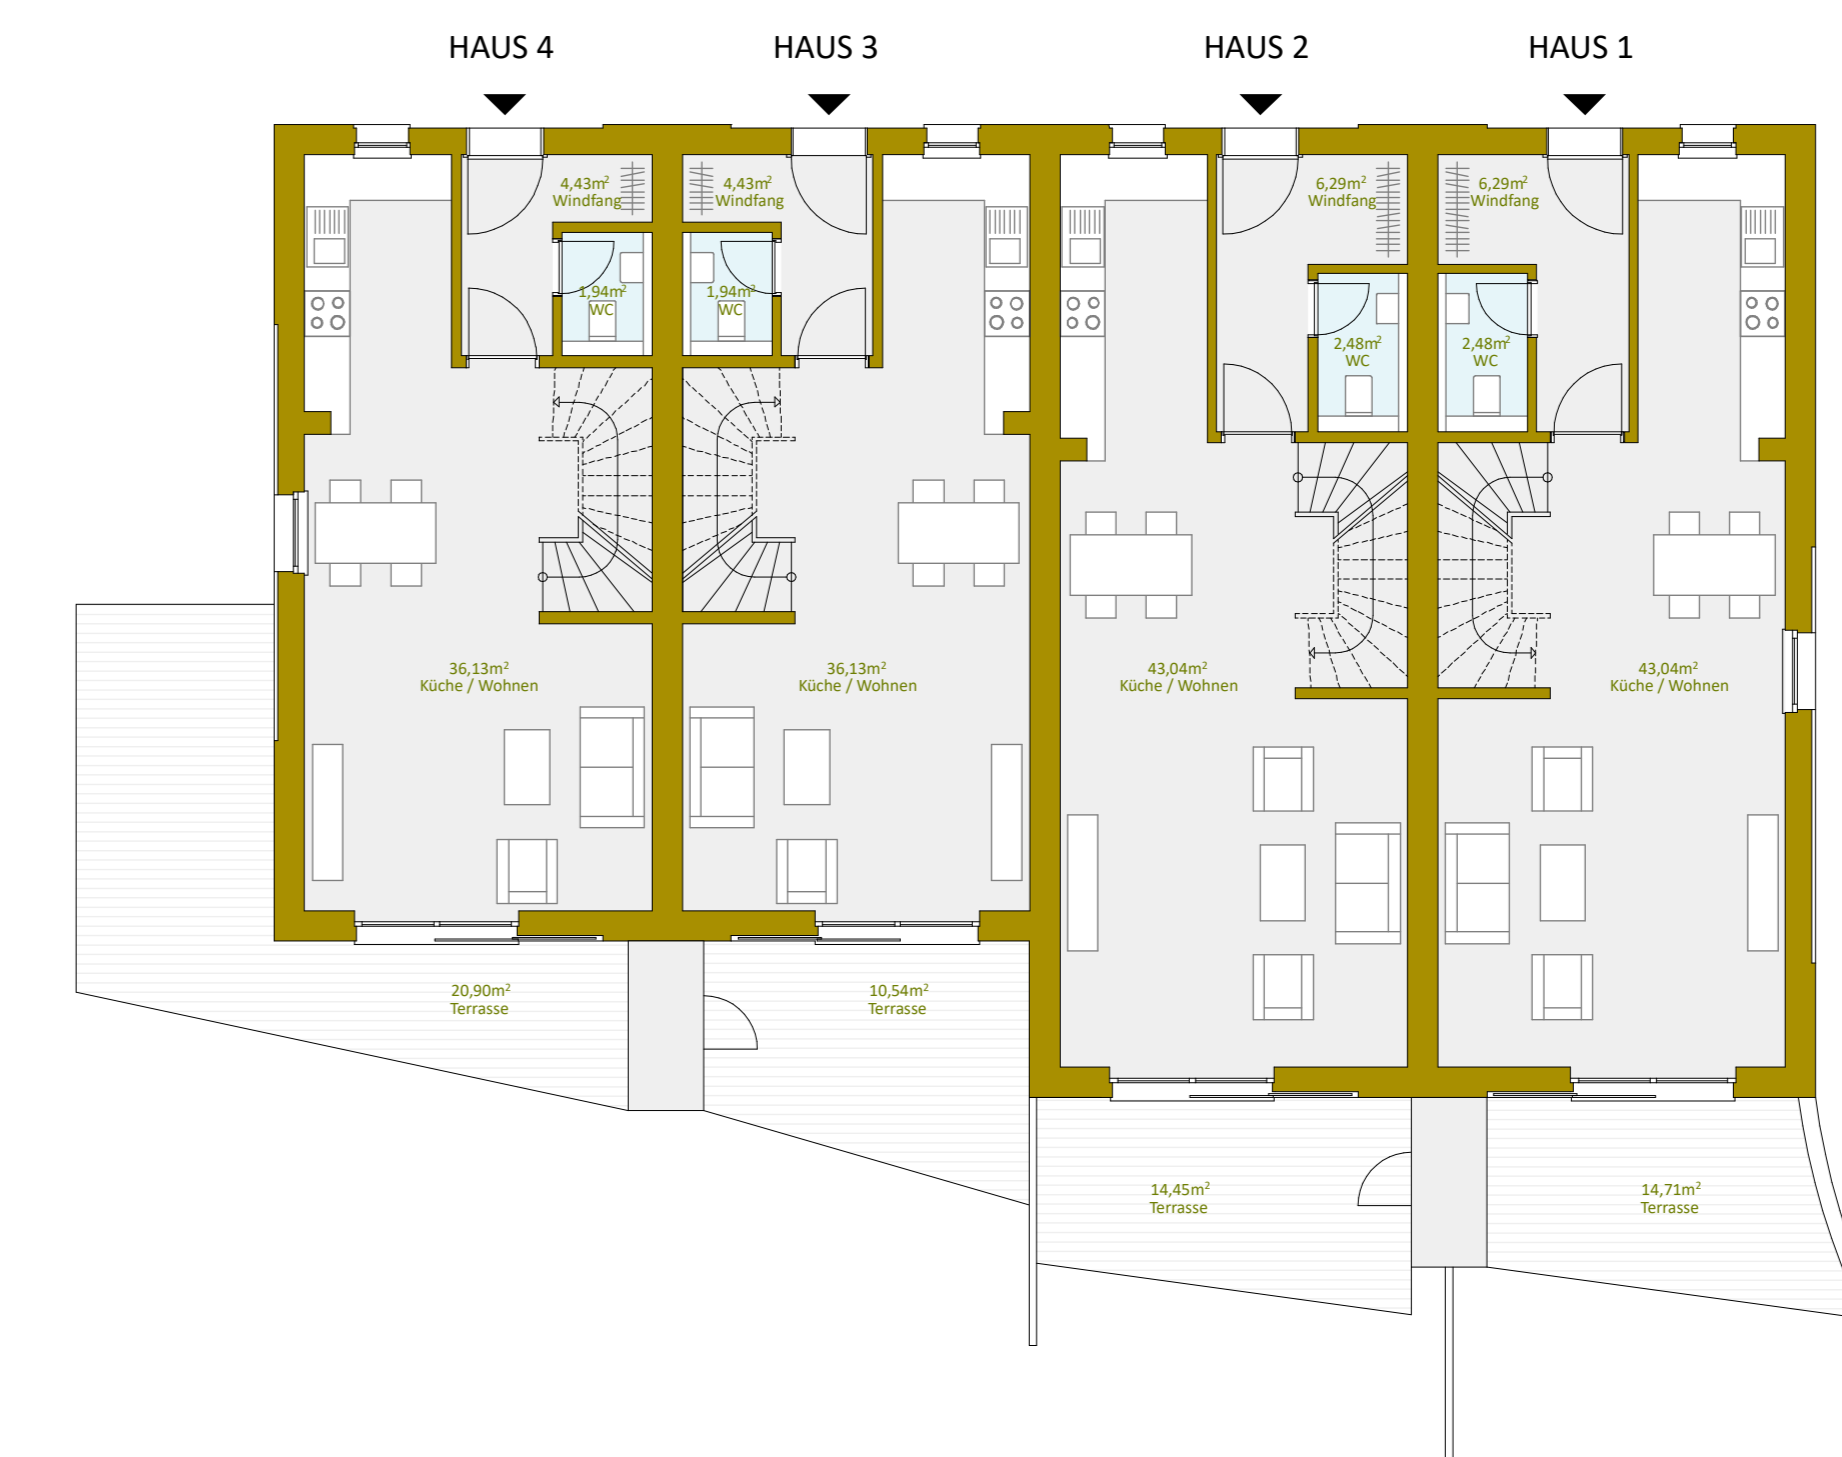 HAUS 4
HAUS 3
HAUS 2
HAUS 1
4,43m²
Windfang
4,43m²
Windfang
6,29m²
Windfang
6,29m²
Windfang
1,94m²
WC
1,94m²
WC
2,48m²
WC
2,48m²
WC
36,13m²
Küche / Wohnen
36,13m²
Küche / Wohnen
43,04m²
Küche / Wohnen
43,04m²
Küche / Wohnen
20,90m²
Terrasse
10,54m²
Terrasse
14,45m²
Terrasse
14,71m²
Terrasse